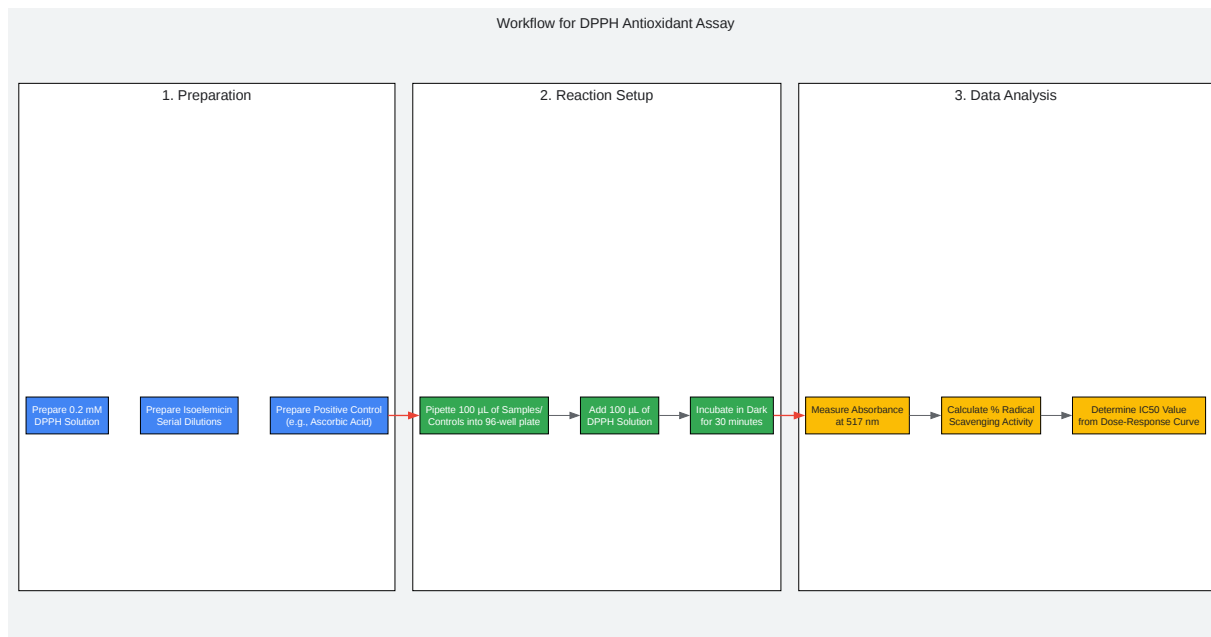 Workflow for DPPH Antioxidant Assay
1. Preparation
Prepare 0.2 mM
DPPH Solution
Prepare Isoelemicin
Serial Dilutions
Prepare Positive Control
(e.g., Ascorbic Acid)
2. Reaction Setup
Pipette 100 µL of Samples/
Controls into 96-well plate
Add 100 µL of
DPPH Solution
Incubate in Dark
for 30 minutes
3. Data Analysis
Measure Absorbance
at 517 nm
Calculate % Radical
Scavenging Activity
Determine IC50 Value
from Dose-Response Curve